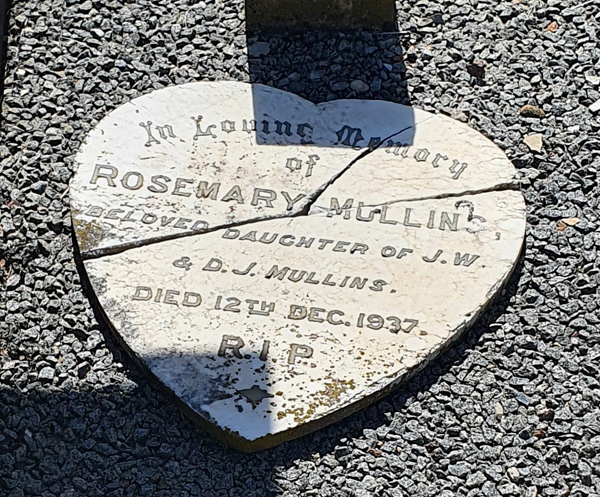 In Loving Memory
of
ROSEMARY MULLINS,
BELOVED DAUGHTER OF J.W.
& D.J. MULLINS.
DIED 12TH DEC. 1937
R.I.P.